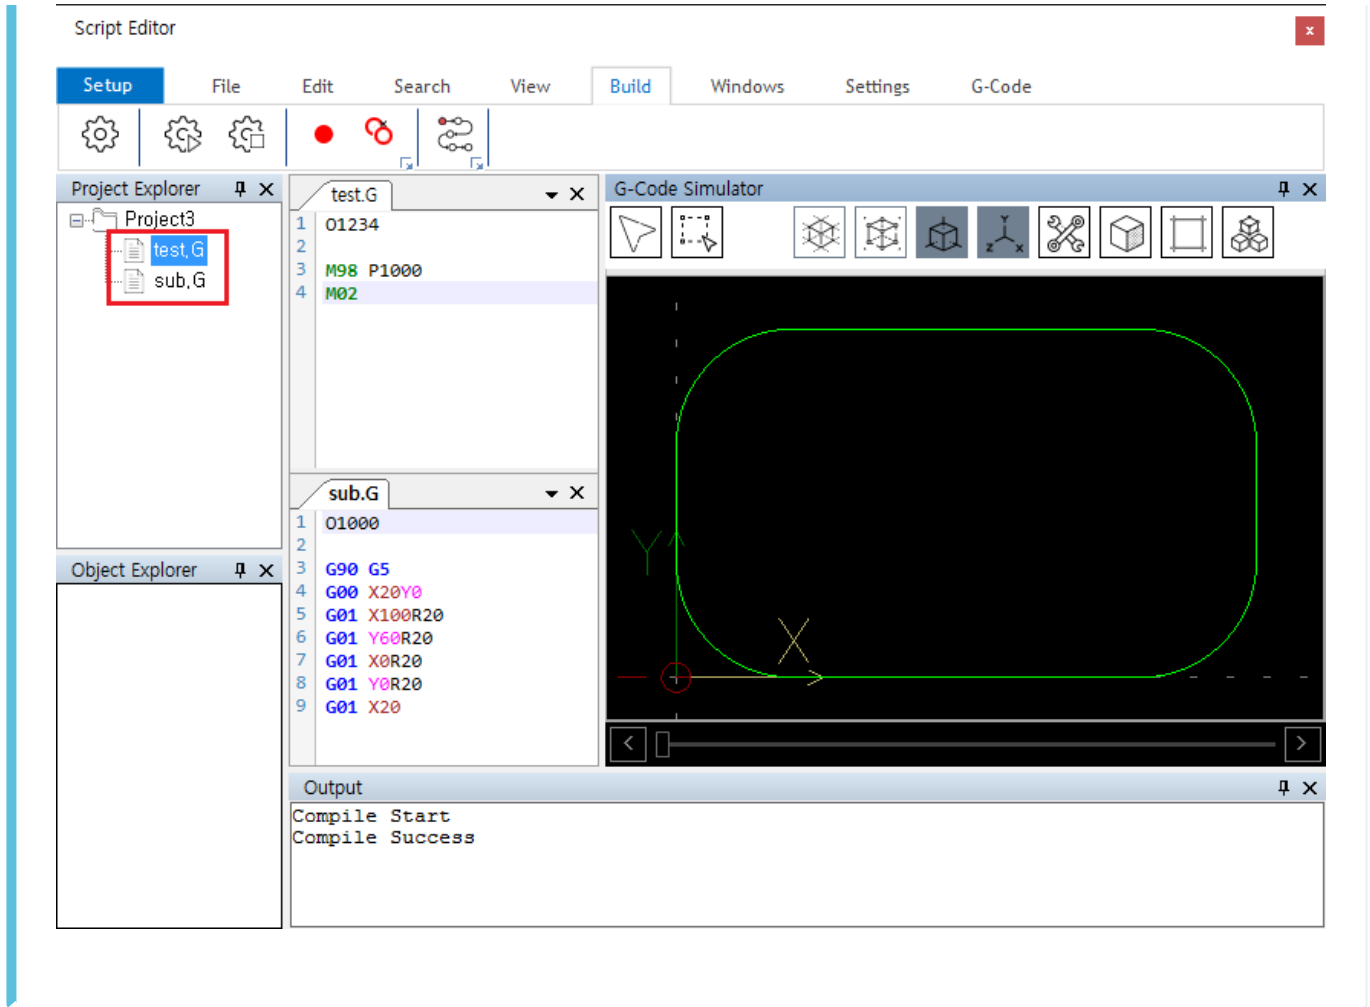 Script Editor
x
Setup File Edit Search View Build Windows Settings G-Code
Project Explorer
Project3
test,G
sub,G
Object Explorer
test.G
1 O1234
2
3 M98 P1000
4 M02
sub.G
1 O1000
2
3 G90 G5
4 G00 X20Y0
5 G01 X100R20
6 G01 Y60R20
7 G01 X0R20
8 G01 Y0R20
9 G01 X20
G-Code Simulator
Y
z x
Y
X
Output
Compile Start
Compile Success